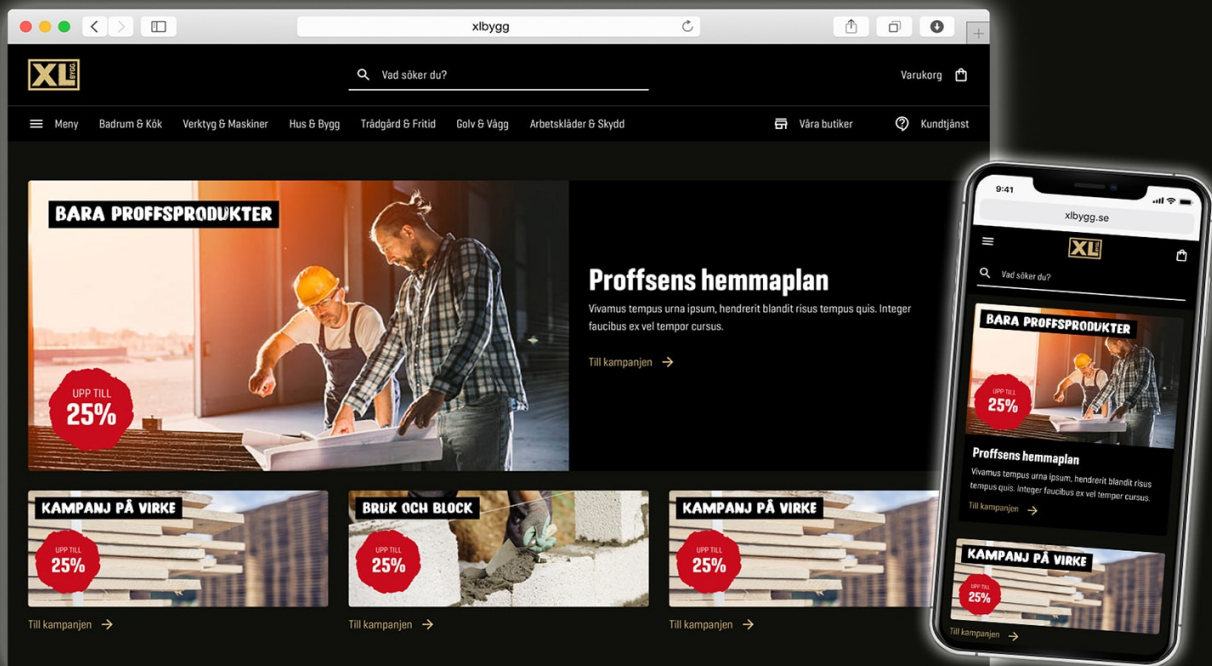 xlbygg
XL BYGG
Vad söker du?
Varukorg
Meny
Badrum & Kök
Verktyg & Maskiner
Hus & Bygg
Trädgård & Fritid
Golv & Vägg
Arbetskläder & Skydd
Våra butiker
Kundtjänst
BARA PROFFSPRODUKTER
UPP TILL
25%
Proffsens hemmaplan
Vivamus tempus urna ipsum, hendrerit blandit risus tempus quis. Integer
faucibus ex vel tempor cursus.
Till kampanjen
KAMPANJ PÅ VIRKE
UPP TILL
25%
Till kampanjen
BRUK OCH BLOCK
UPP TILL
25%
Till kampanjen
KAMPANJ PÅ VIRKE
UPP TILL
25%
Till kampanjen
9:41
xlbygg.se
XL BYGG
Vad söker du?
BARA PROFFSPRODUKTER
UPP TILL
25%
Proffsens hemmaplan
Vivamus tempus urna ipsum, hendrerit blandit risus
tempus quis. Integer faucibus ex vel tempor cursus.
Till kampanjen
KAMPANJ PÅ VIRKE
UPP TILL
25%
Till kampanjen